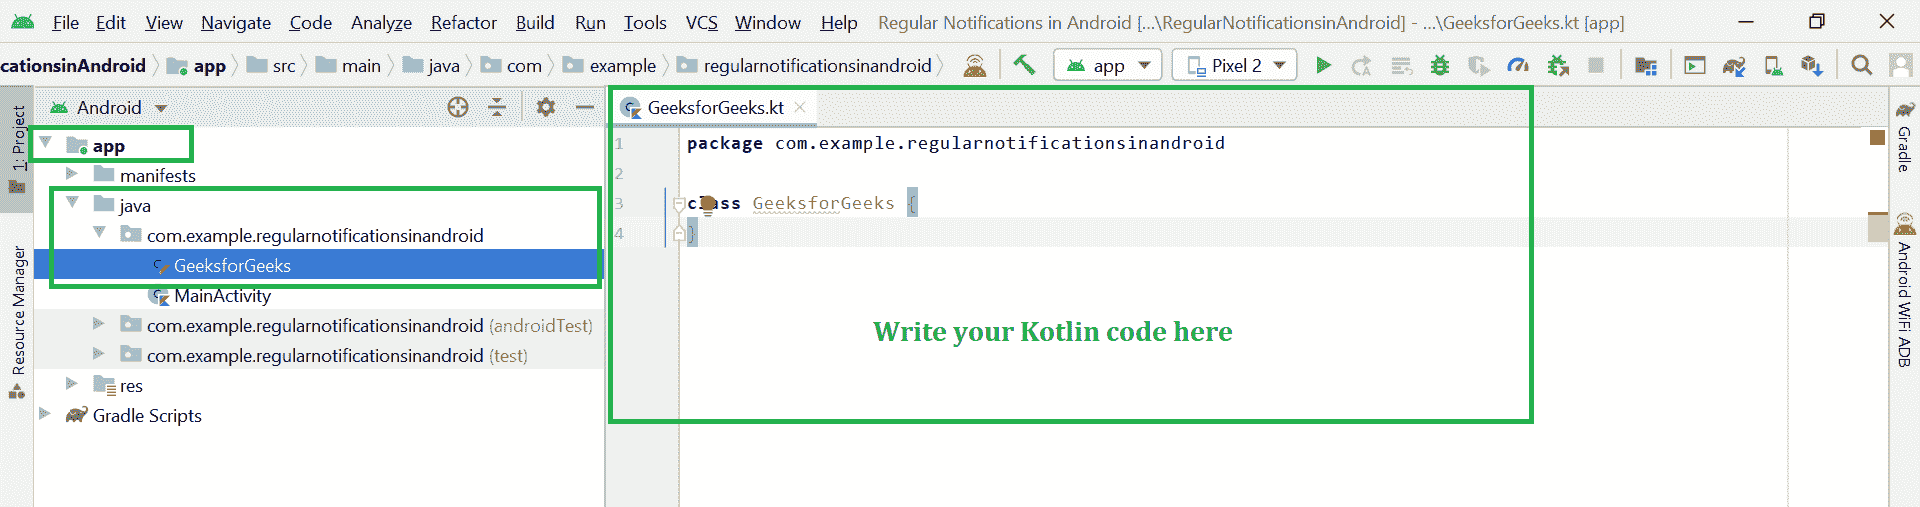 File Edit View Navigate Code Analyze Refactor Build Run Tools VCS Window Help Regular Notifications in Android [...\RegularNotificationsinAndroid] - ...\GeeksforGeeks.kt [app]
cationsinAndroid app src main java com example regularnotificationsinandroid app Pixel 2
1: Project
Resource Manager
Android
app
manifests
java
com.example.regularnotificationsinandroid
GeeksforGeeks
MainActivity
com.example.regularnotificationsinandroid (androidTest)
com.example.regularnotificationsinandroid (test)
res
Gradle Scripts
GeeksforGeeks.kt
1 package com.example.regularnotificationsinandroid
2
3 class GeeksforGeeks {
4 }
Write your Kotlin code here
Gradle
Android WiFi ADB